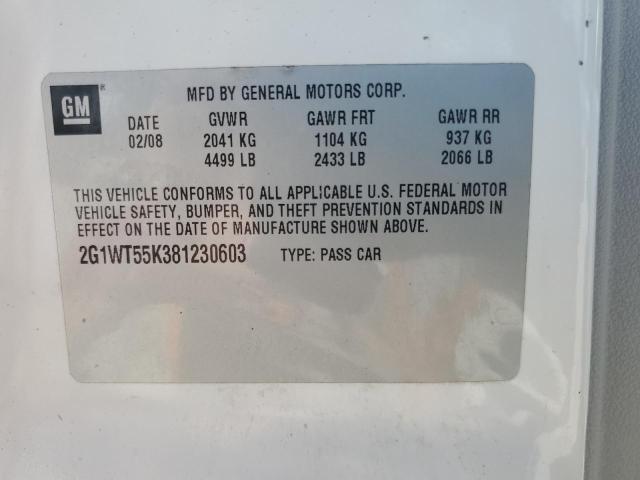 GM
MFD BY GENERAL MOTORS CORP.
DATE GVWR GAWR FRT GAWR RR
02/08 2041 KG 1104 KG 937 KG
4499 LB 2433 LB 2066 LB
THIS VEHICLE CONFORMS TO ALL APPLICABLE U.S. FEDERAL MOTOR
VEHICLE SAFETY, BUMPER, AND THEFT PREVENTION STANDARDS IN
EFFECT ON THE DATE OF MANUFACTURE SHOWN ABOVE.
2G1WT55K381230603 TYPE: PASS CAR